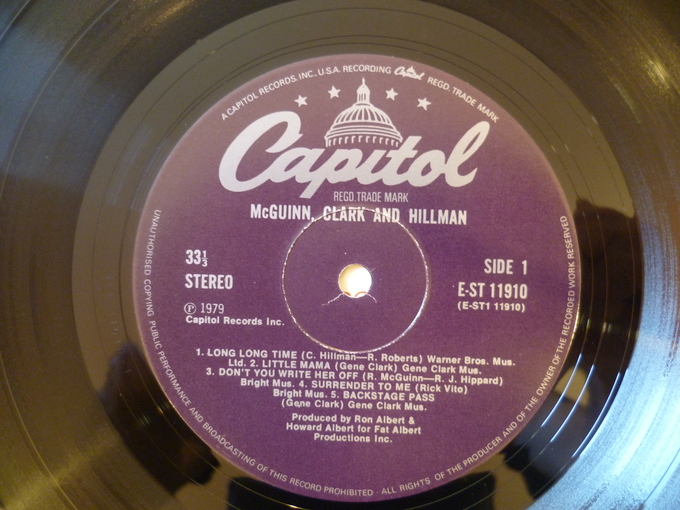 A CAPITOL RECORDS, INC., U.S.A. RECORDING Capitol REGD. TRADE MARK
Capitol
REGD. TRADE MARK
McGUINN, CLARK AND HILLMAN
33⅓
STEREO
℗ 1979
Capitol Records Inc.
SIDE 1
E-ST 11910
(E-ST1 11910)
1. LONG LONG TIME (C. Hillman—R. Roberts) Warner Bros. Mus.
Ltd. 2. LITTLE MAMA (Gene Clark) Gene Clark Mus.
3. DON'T YOU WRITE HER OFF (R. McGuinn—R. J. Hippard)
Bright Mus. 4. SURRENDER TO ME (Rick Vito)
Bright Mus. 5. BACKSTAGE PASS
(Gene Clark) Gene Clark Mus.
Produced by Ron Albert &
Howard Albert for Fat Albert
Productions Inc.
UNAUTHORISED COPYING PUBLIC PERFORMANCE AND BROADCASTING OF THIS RECORD PROHIBITED · ALL RIGHTS OF THE PRODUCER AND OF THE OWNER OF THE RECORDED WORK RESERVED